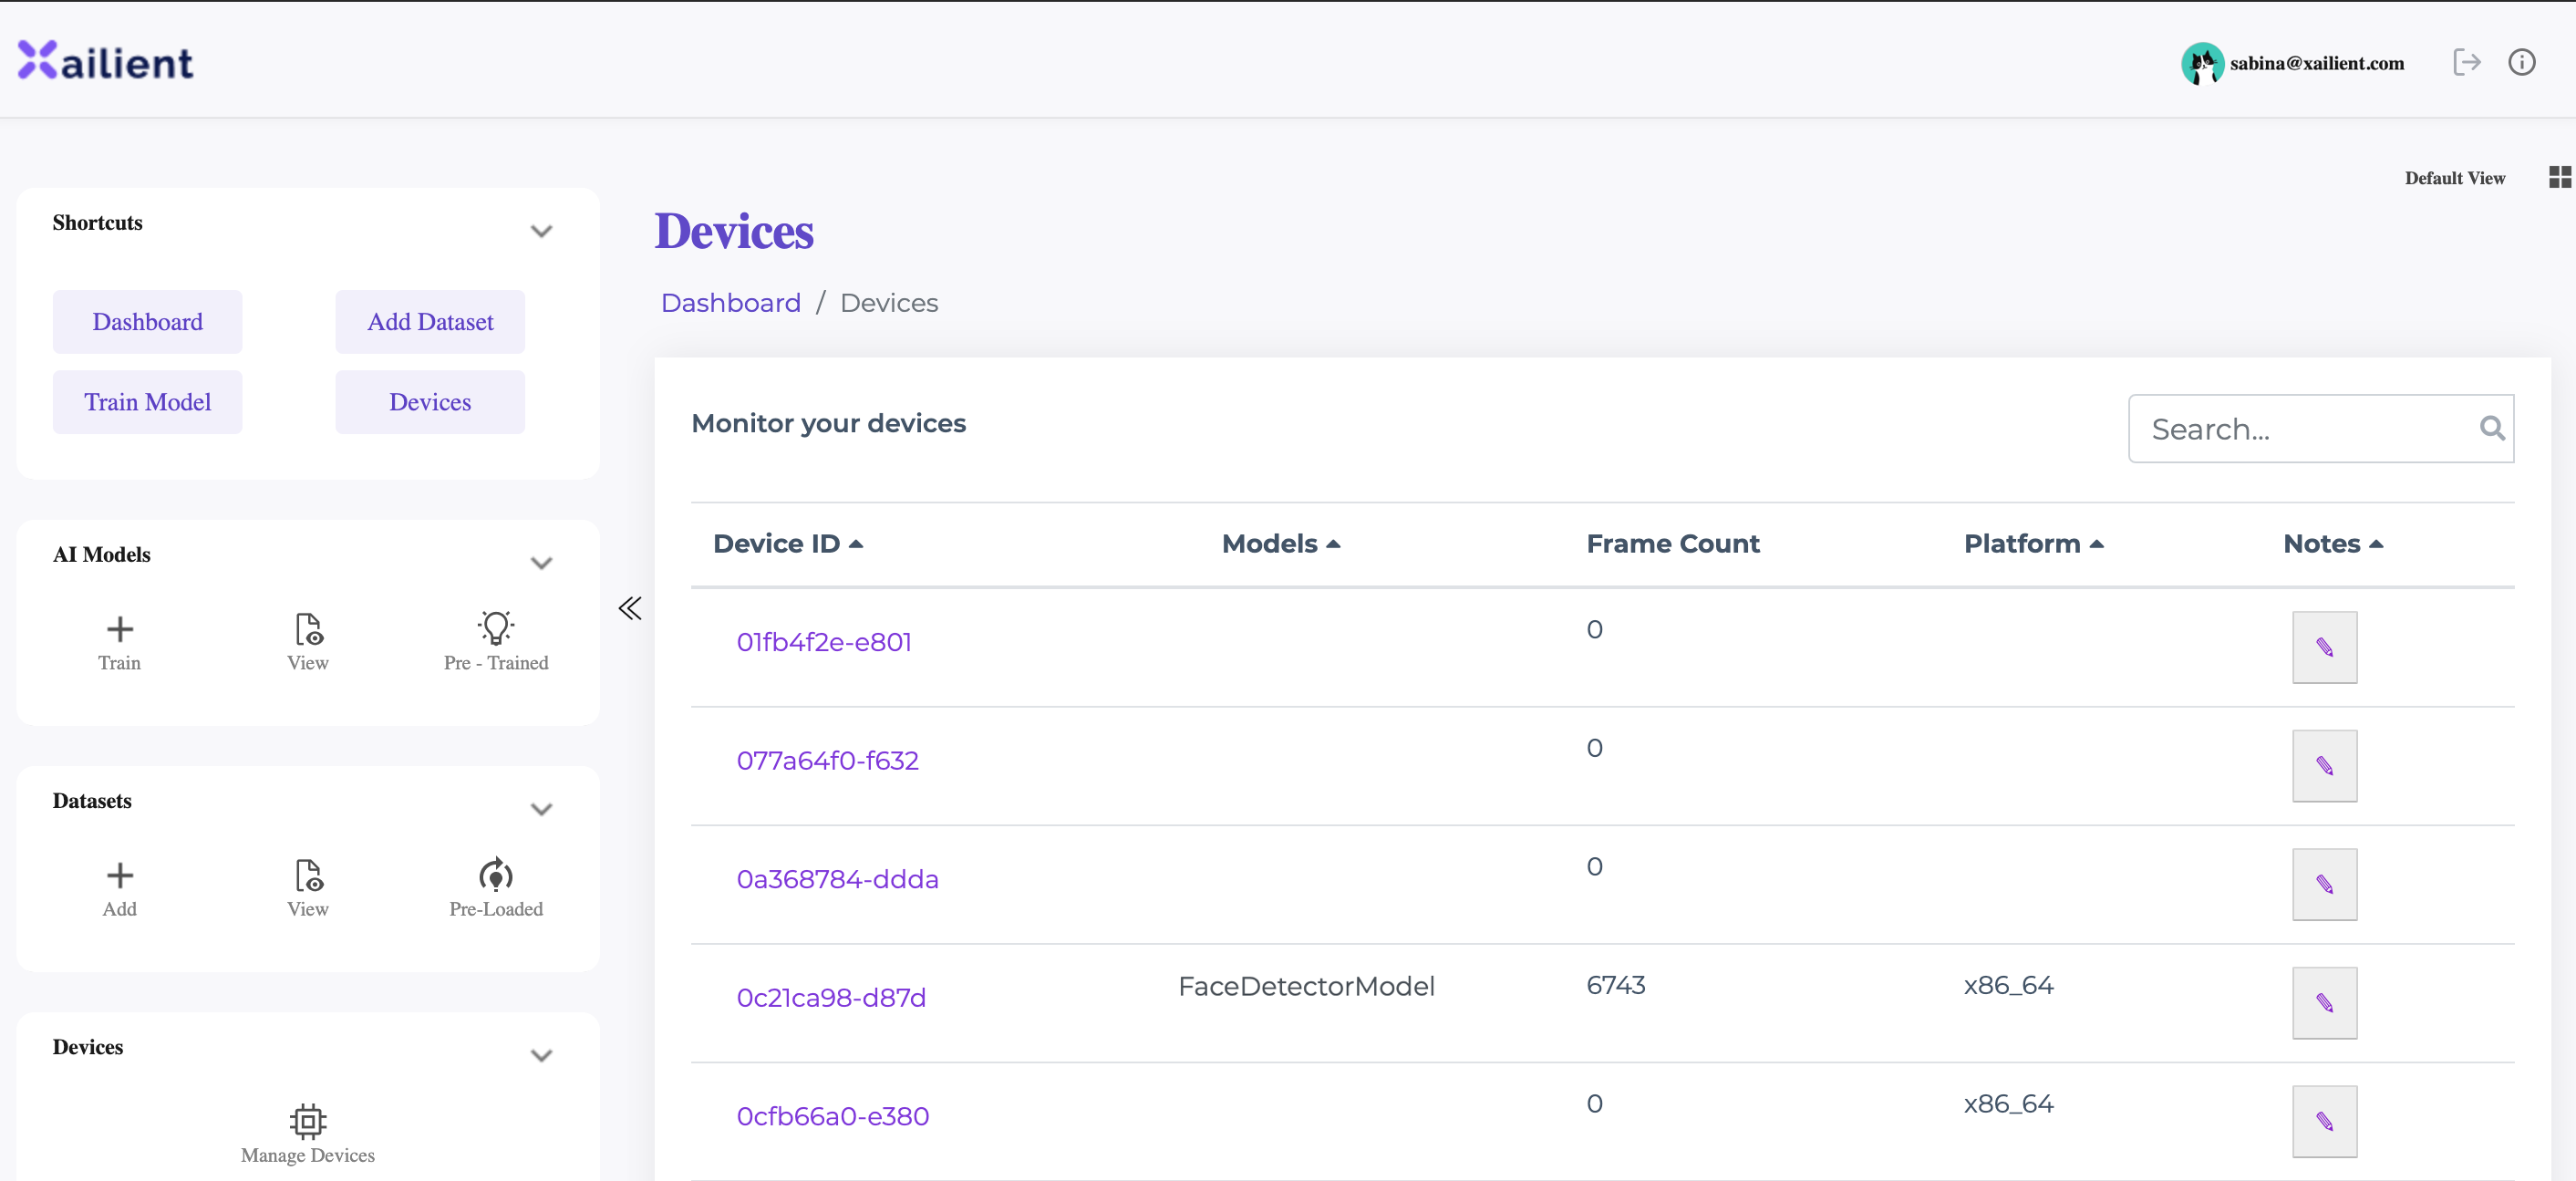 Xailient
sabina@xailient.com
Default View
Shortcuts
Dashboard
Add Dataset
Train Model
Devices
AI Models
Train
View
Pre - Trained
Datasets
Add
View
Pre-Loaded
Devices
Manage Devices
Devices
Dashboard / Devices
Monitor your devices
Search...
Device ID Models Frame Count Platform Notes
01fb4f2e-e801 0
077a64f0-f632 0
0a368784-ddda 0
0c21ca98-d87d FaceDetectorModel 6743 x86_64
0cfb66a0-e380 0 x86_64